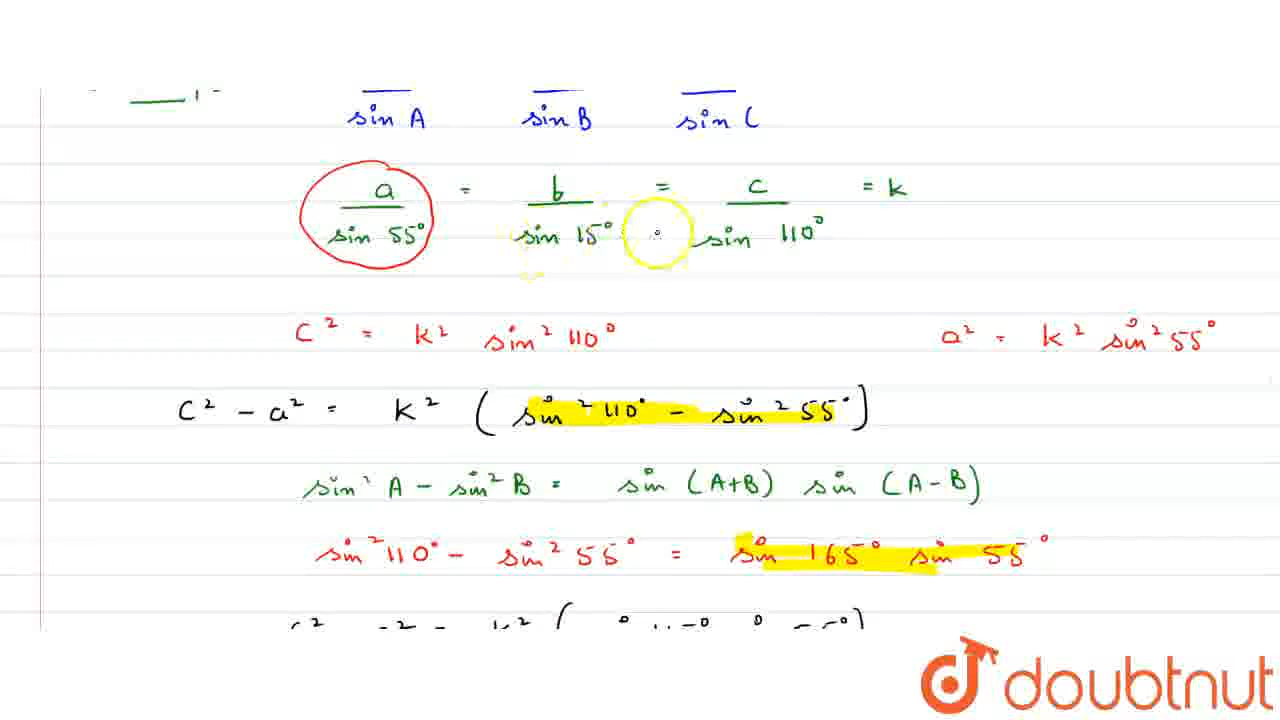 sin A sin B sin C
a/sin 55° = b/sin 15° = c/sin 110° = k
c² = k² sin² 110° a² = k² sin² 55°
c² - a² = k² (sin² 110° - sin² 55°)
sin² A - sin² B = sin (A+B) sin (A-B)
sin² 110° - sin² 55° = sin 165° sin 55°
doubtnut